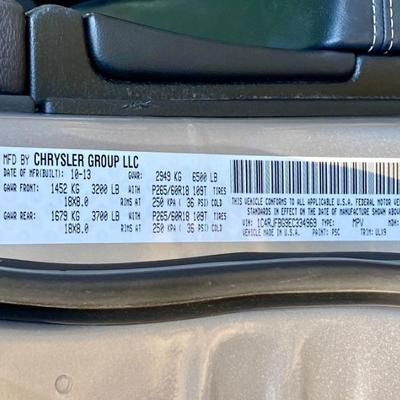 MFD BY CHRYSLER GROUP LLC
DATE OF MFR(BUILT): 10-13 GVWR: 2949 KG 6500 LB
GAWR FRONT: 1452 KG 3200 LB WITH: P265/60R18 109T TIRES
18X8.0 RIMS AT 250 KPA ( 36 PSI) COLD
GAWR REAR: 1679 KG 3700 LB WITH: P265/60R18 109T TIRES
18X8.0 RIMS AT 250 KPA ( 36 PSI) COLD
THIS VEHICLE CONFORMS TO ALL APPLICABLE U.S.A. FEDERAL MOTOR
EFFECT ON THE DATE OF MANUFACTURE SHOWN
VIN: 1C4RJFBG9EC334969 TYPE: MPV
VEHICLE MADE IN U.S.A. PAINT: PSC TRIM: ULX9